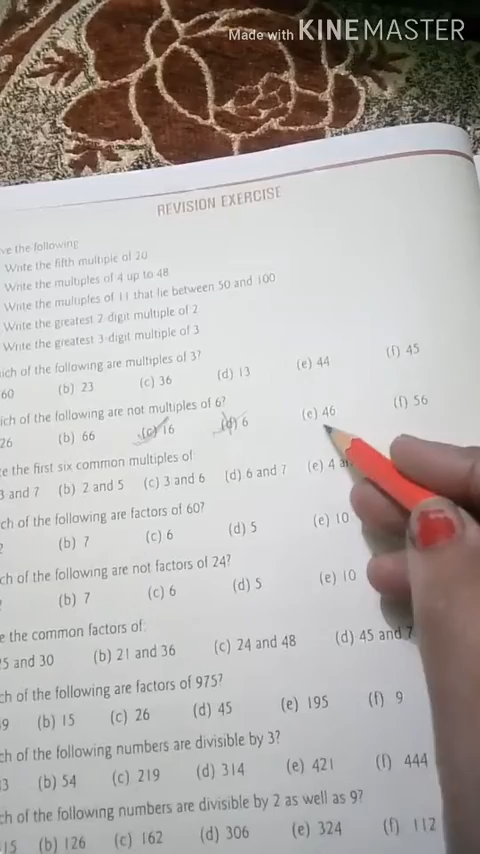 Made with KINEMASTER
REVISION EXERCISE
ve the following
Write the fifth multiple of 20
Write the multiples of 4 up to 48
Write the multiples of 11 that lie between 50 and 100
Write the greatest 2-digit multiple of 2
Write the greatest 3-digit multiple of 3
ich of the following are multiples of 3?
60 (b) 23 (c) 36 (d) 13 (e) 44 (f) 45
ich of the following are not multiples of 6?
26 (b) 66 (c) 16 (d) 6 (e) 46 (f) 56
e the first six common multiples of
3 and 7 (b) 2 and 5 (c) 3 and 6 (d) 6 and 7 (e) 4 a
ch of the following are factors of 60?
(b) 7 (c) 6 (d) 5 (e) 10
ch of the following are not factors of 24?
(b) 7 (c) 6 (d) 5 (e) 10
e the common factors of
5 and 30 (b) 21 and 36 (c) 24 and 48 (d) 45 and 7
ch of the following are factors of 975?
9 (b) 15 (c) 26 (d) 45 (e) 195 (f) 9
ch of the following numbers are divisible by 3?
3 (b) 54 (c) 219 (d) 314 (e) 421 (f) 444
ch of the following numbers are divisible by 2 as well as 9?
15 (b) 126 (c) 162 (d) 306 (e) 324 (f) 112